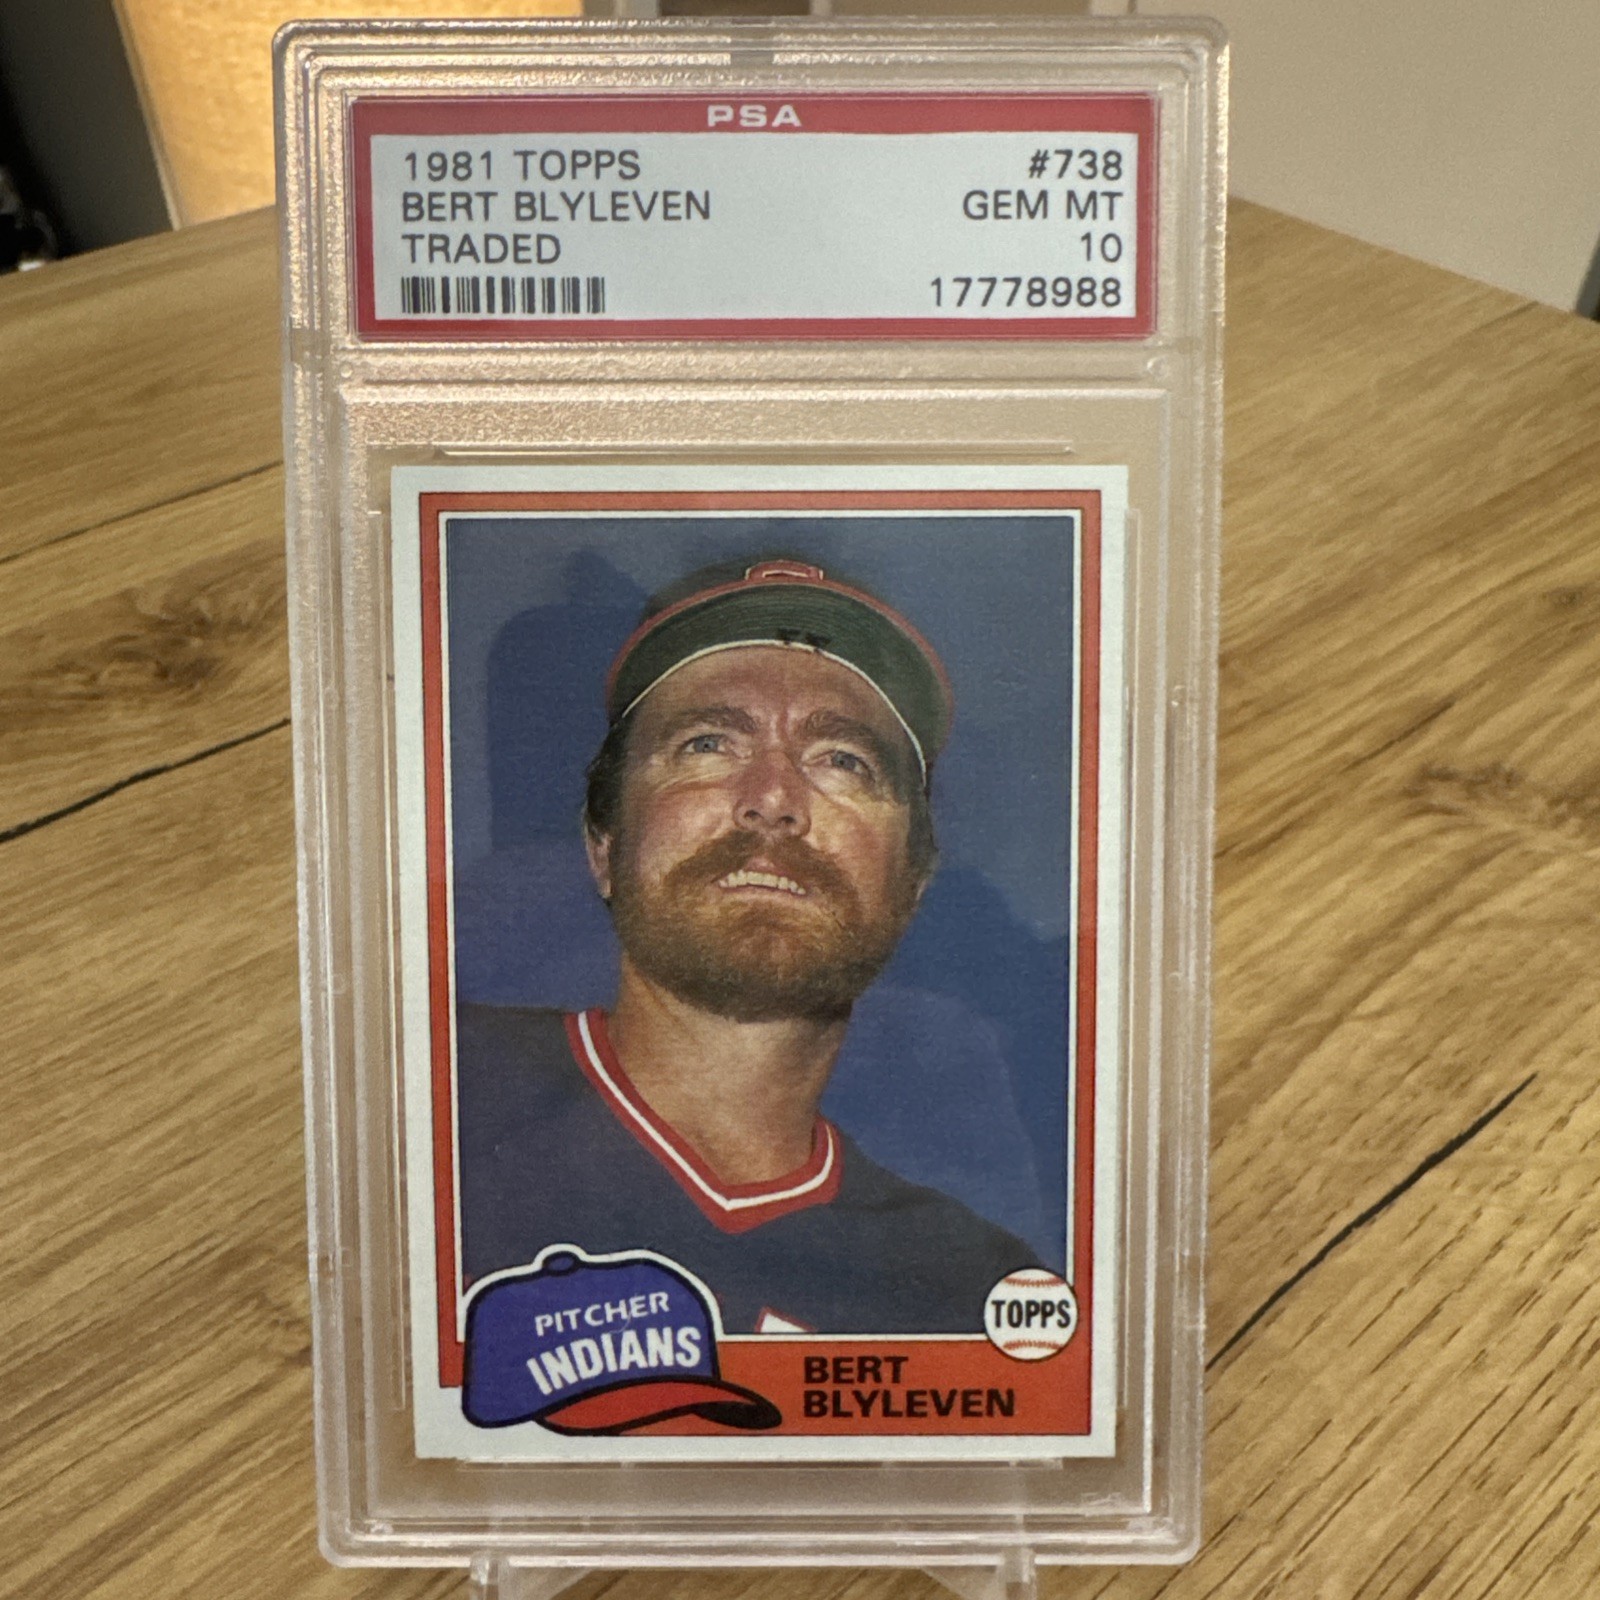 PSA
1981 TOPPS #738
BERT BLYLEVEN GEM MT
TRADED 10
17778988
PITCHER
INDIANS
TOPPS
BERT
BLYLEVEN